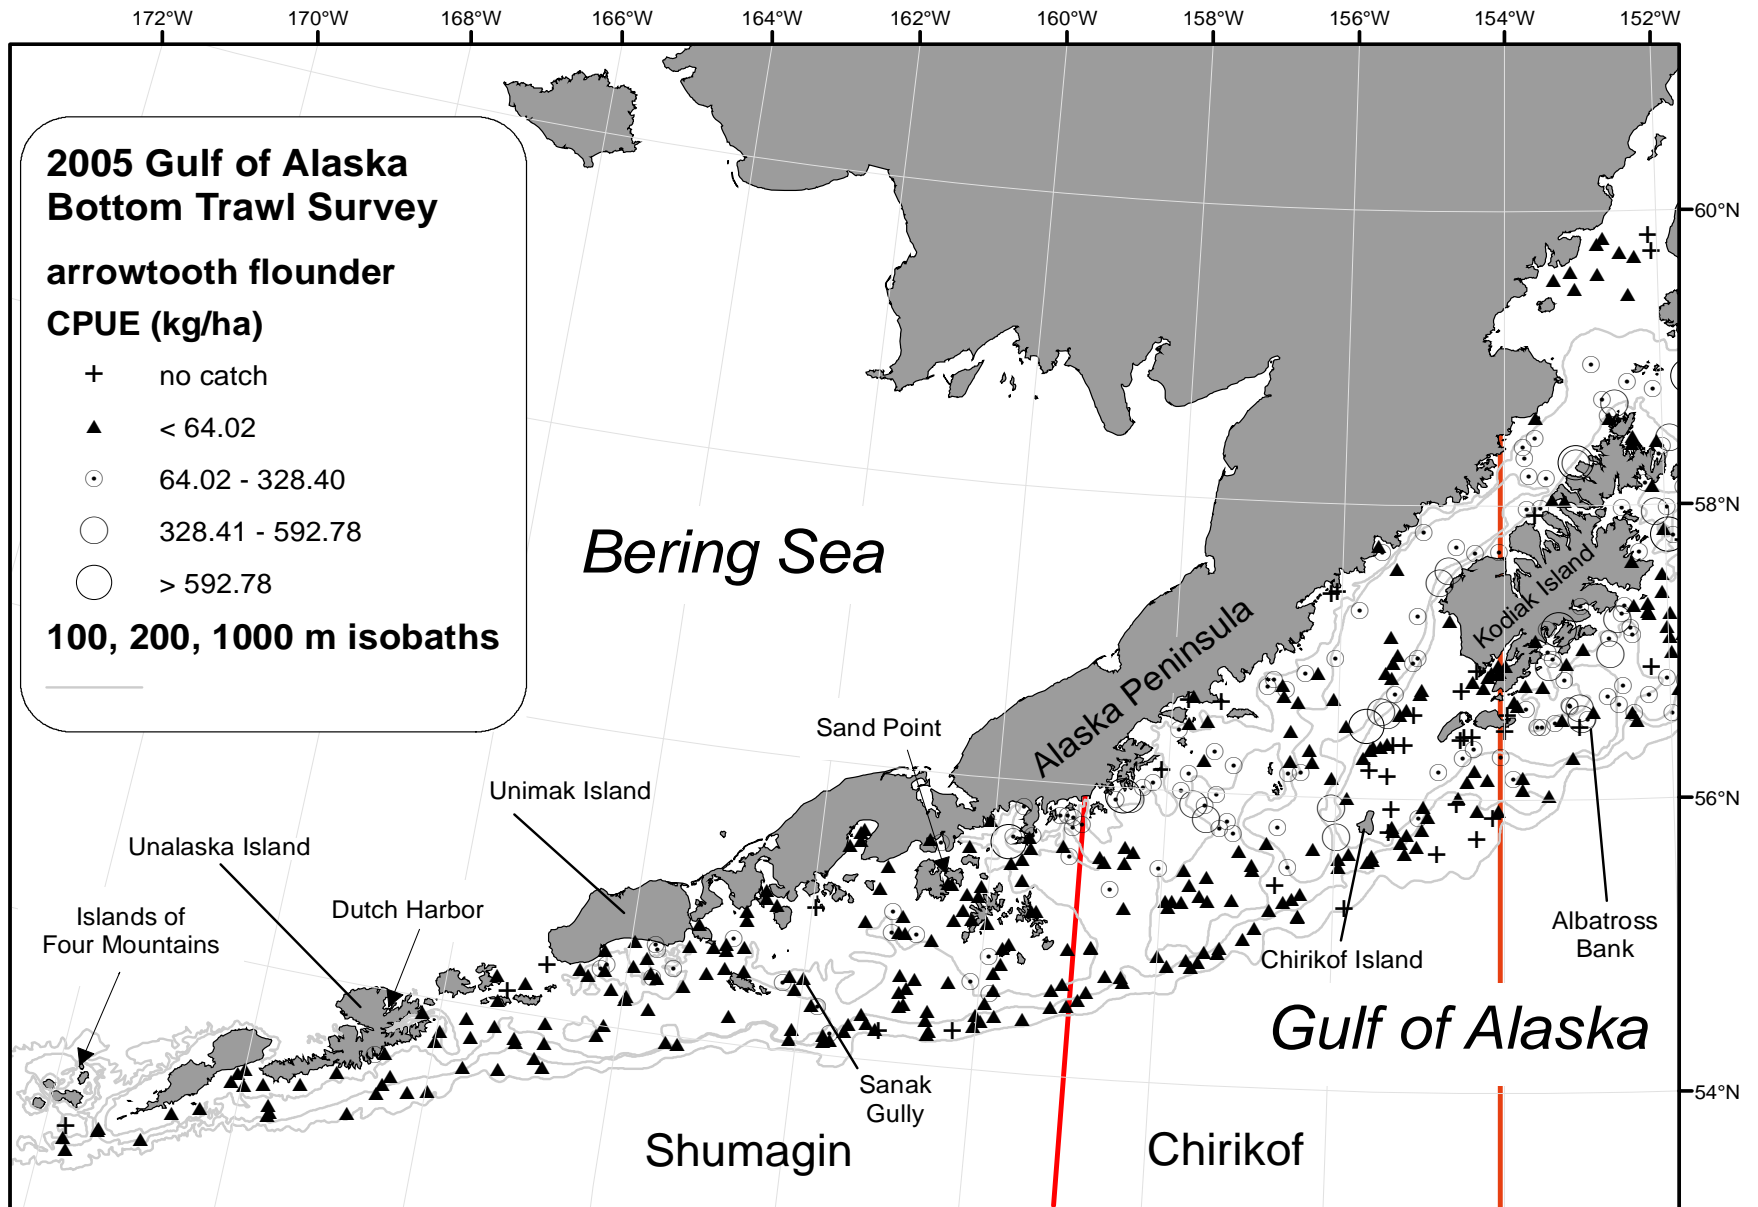 172°W 170°W 168°W 166°W 164°W 162°W 160°W 158°W 156°W 154°W 152°W
2005 Gulf of Alaska
Bottom Trawl Survey
arrowtooth flounder
CPUE (kg/ha)
no catch
< 64.02
64.02 - 328.40
328.41 - 592.78
> 592.78
100, 200, 1000 m isobaths
60°N
58°N
56°N
54°N
Bering Sea
Kodiak Island
Alaska Peninsula
Sand Point
Unimak Island
Unalaska Island
Dutch Harbor
Islands of
Four Mountains
Albatross
Bank
Chirikof Island
Gulf of Alaska
Sanak
Gully
Shumagin
Chirikof